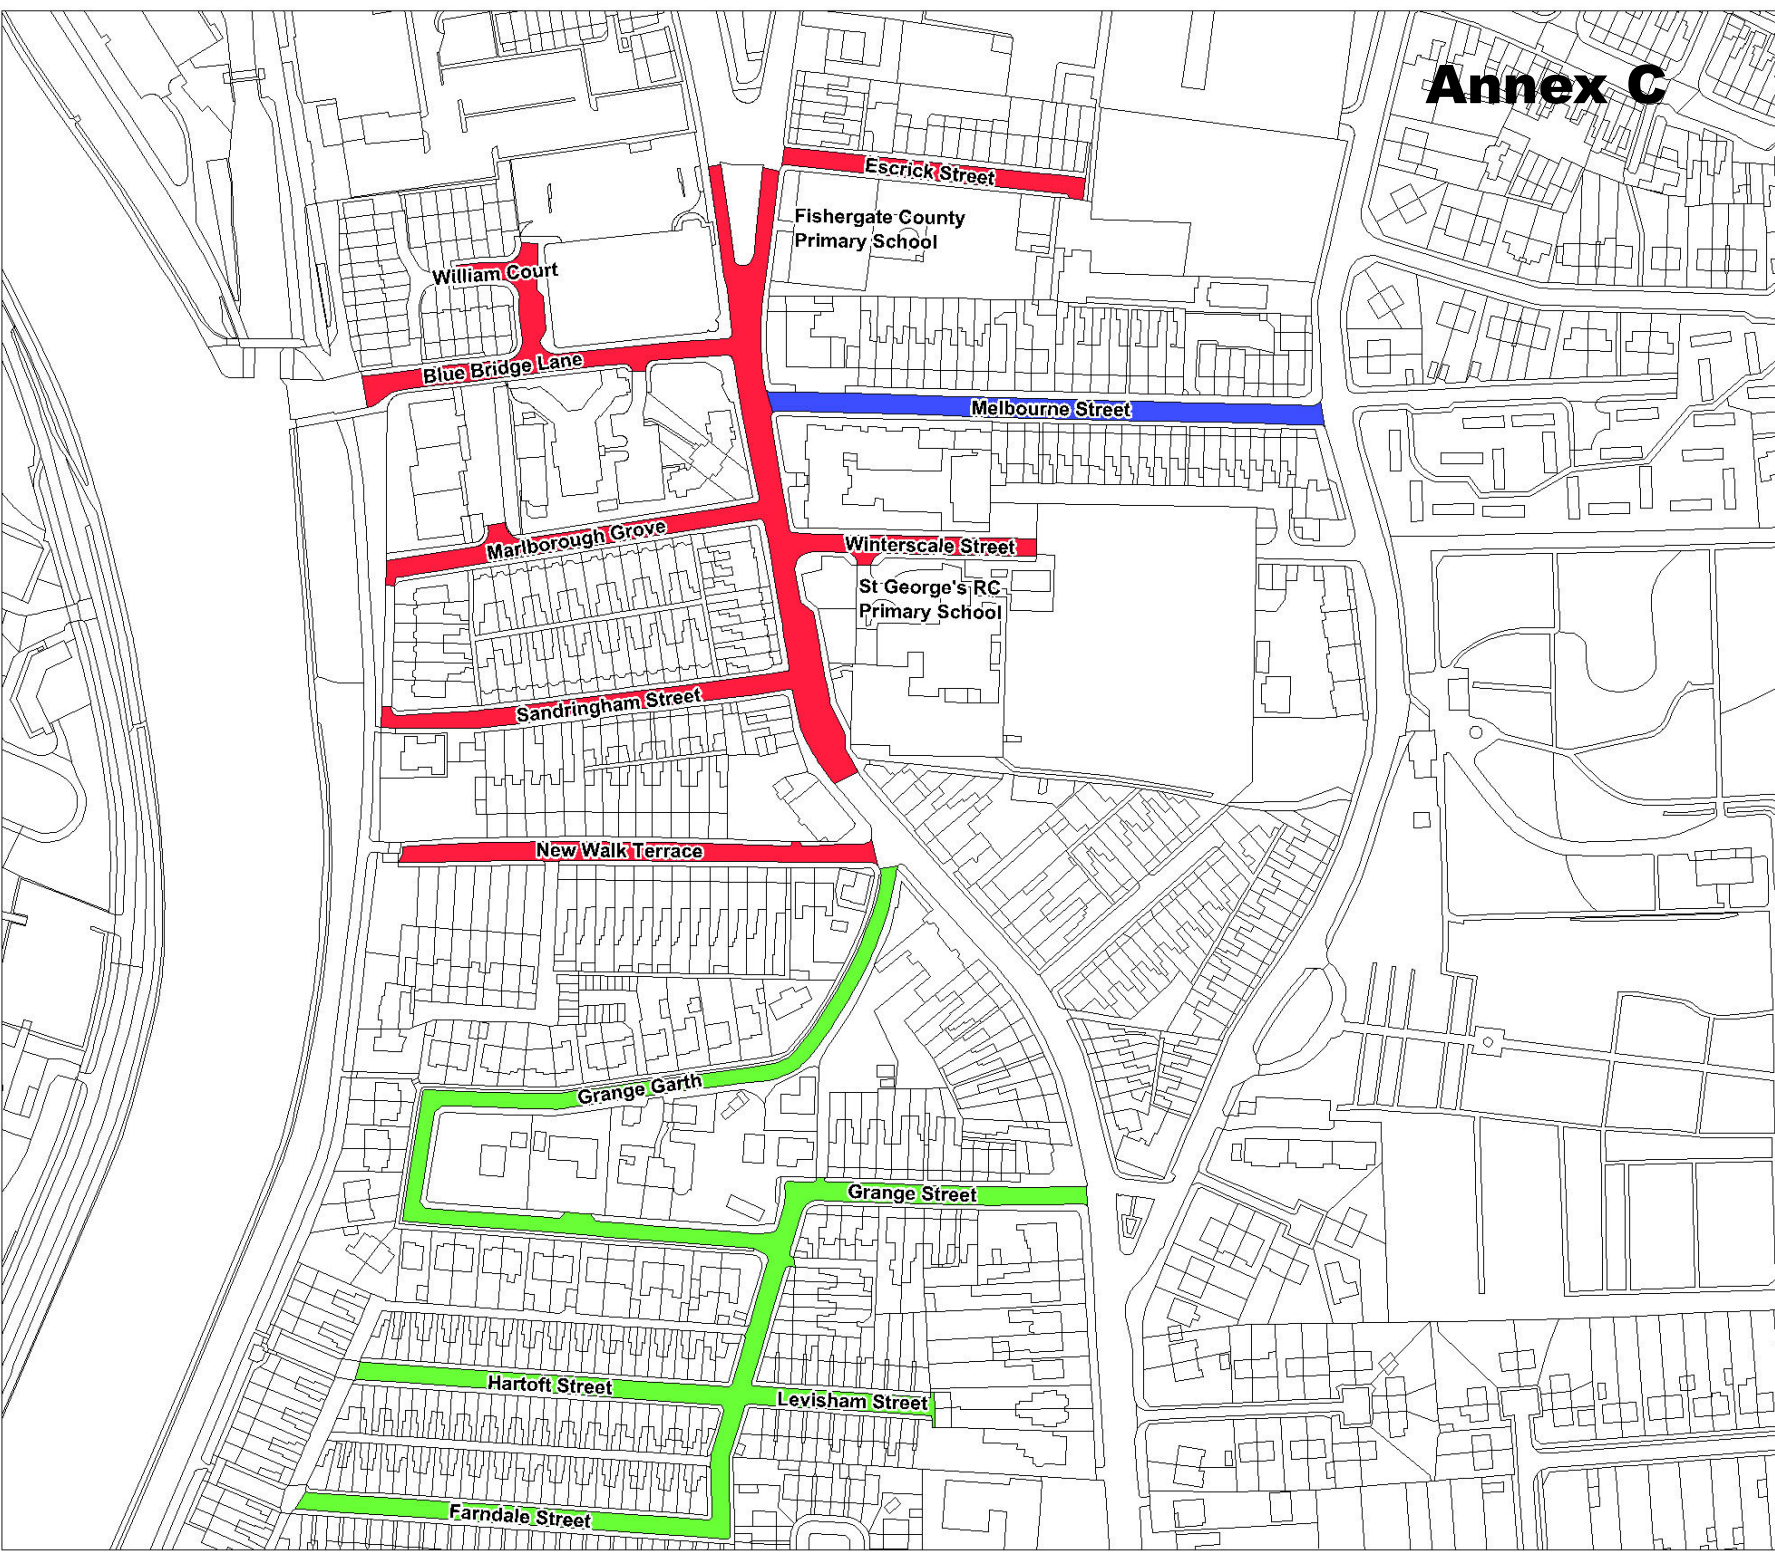 Annex C
Escrick Street
Fishergate County
Primary School
William Court
Blue Bridge Lane
Melbourne Street
Marlborough Grove
Winterscale Street
St George's RC
Primary School
Sandringham Street
New Walk Terrace
Grange Garth
Grange Street
Hartoft Street
Levisham Street
Farndale Street